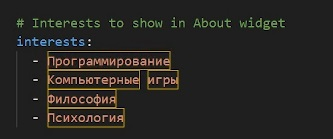 # Interests to show in About widget
interests:
- Программирование
- Компьютерные игры
- Философия
- Психология